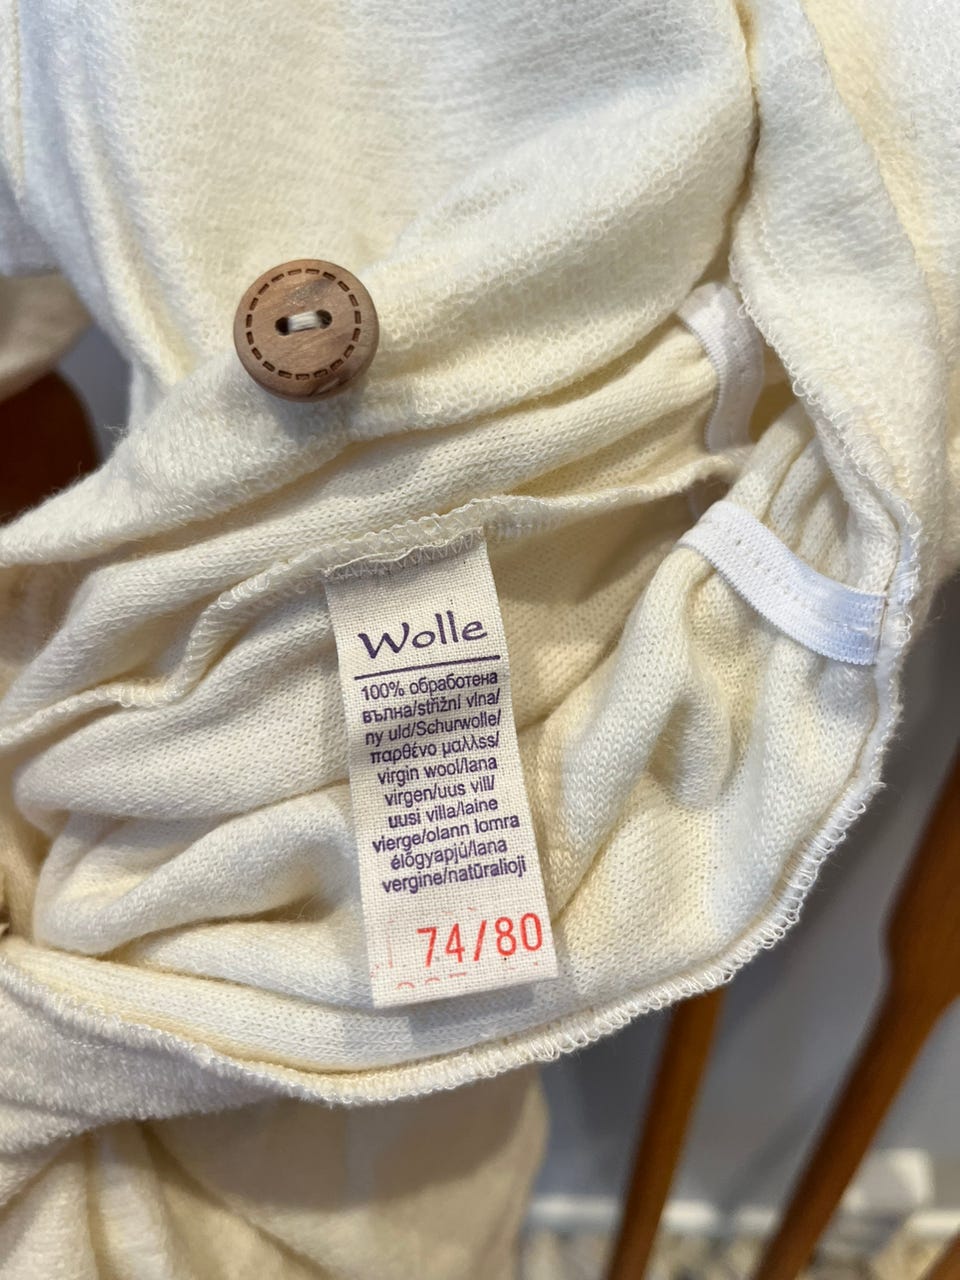 Wolle
100% обработена
вълна/střižní vlna/
ny uld/Schurwolle/
παρθένο μαλλss/
virgin wool/lana
virgen/uus vill/
uusi villa/laine
vierge/olann lomra
élőgyapjú/lana
vergine/natūralioji
74/80